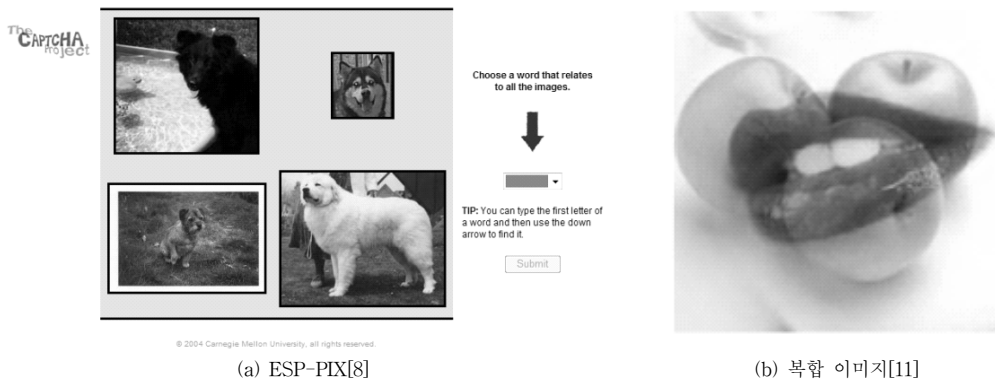 The
CAPTCHA
Project
Choose a word that relates
to all the images.
TIP: You can type the first letter of
a word and then use the down
arrow to find it.
Submit
© 2004 Carnegie Mellon University, all rights reserved.
(a) ESP-PIX[8]
(b) 복합 이미지[11]